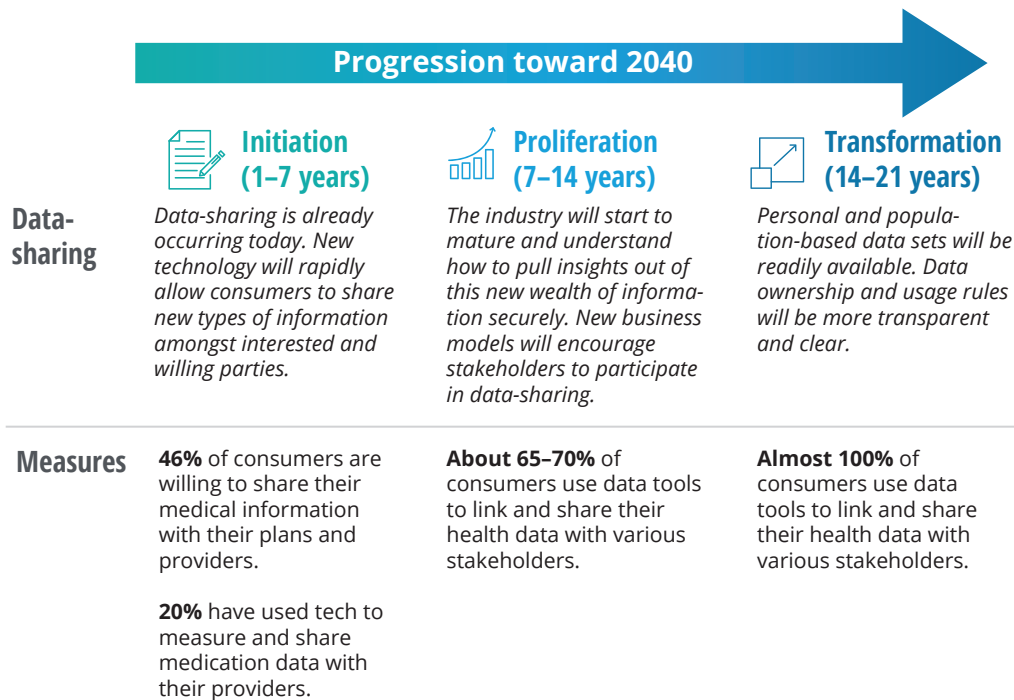 Progression toward 2040
Initiation
(1–7 years)
Proliferation
(7–14 years)
Transformation
(14–21 years)
Data-
sharing
Data-sharing is already
occurring today. New
technology will rapidly
allow consumers to share
new types of information
amongst interested and
willing parties.
The industry will start to
mature and understand
how to pull insights out of
this new wealth of informa-
tion securely. New business
models will encourage
stakeholders to participate
in data-sharing.
Personal and popula-
tion-based data sets will be
readily available. Data
ownership and usage rules
will be more transparent
and clear.
Measures
46% of consumers are
willing to share their
medical information
with their plans and
providers.
20% have used tech to
measure and share
medication data with
their providers.
About 65–70% of
consumers use data tools
to link and share their
health data with various
stakeholders.
Almost 100% of
consumers use data
tools to link and share
their health data with
various stakeholders.